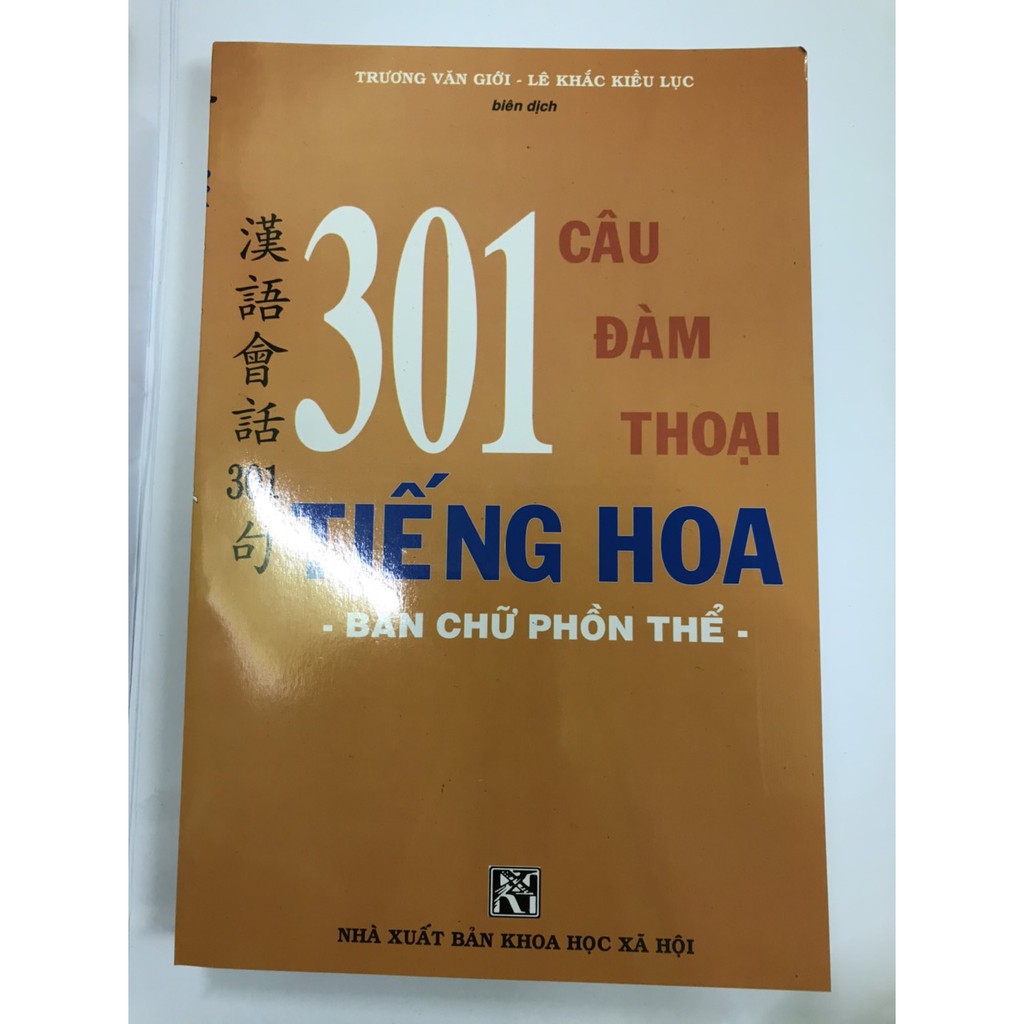 TRƯƠNG VĂN GIỚI - LÊ KHẮC KIỀU LỤC
biên dịch
漢語會話301句
301
CÂU
ĐÀM
THOẠI
TIẾNG HOA
- BẢN CHỮ PHỒN THỂ -
NHÀ XUẤT BẢN KHOA HỌC XÃ HỘI